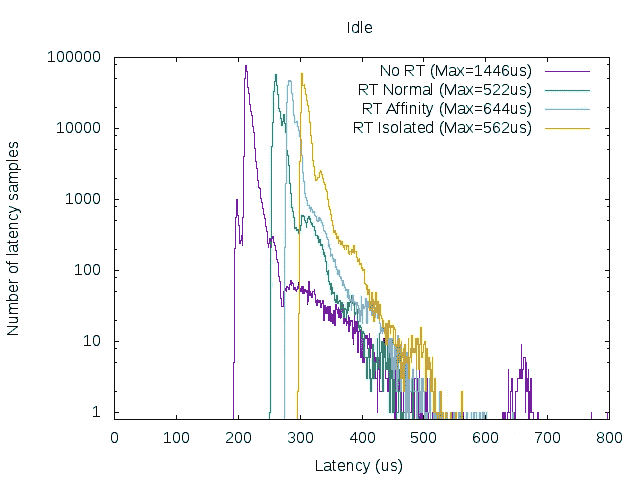 Idle
No RT (Max=1446us)
RT Normal (Max=522us)
RT Affinity (Max=644us)
RT Isolated (Max=562us)
Number of latency samples
100000
10000
1000
100
10
1
0 100 200 300 400 500 600 700 800
Latency (us)